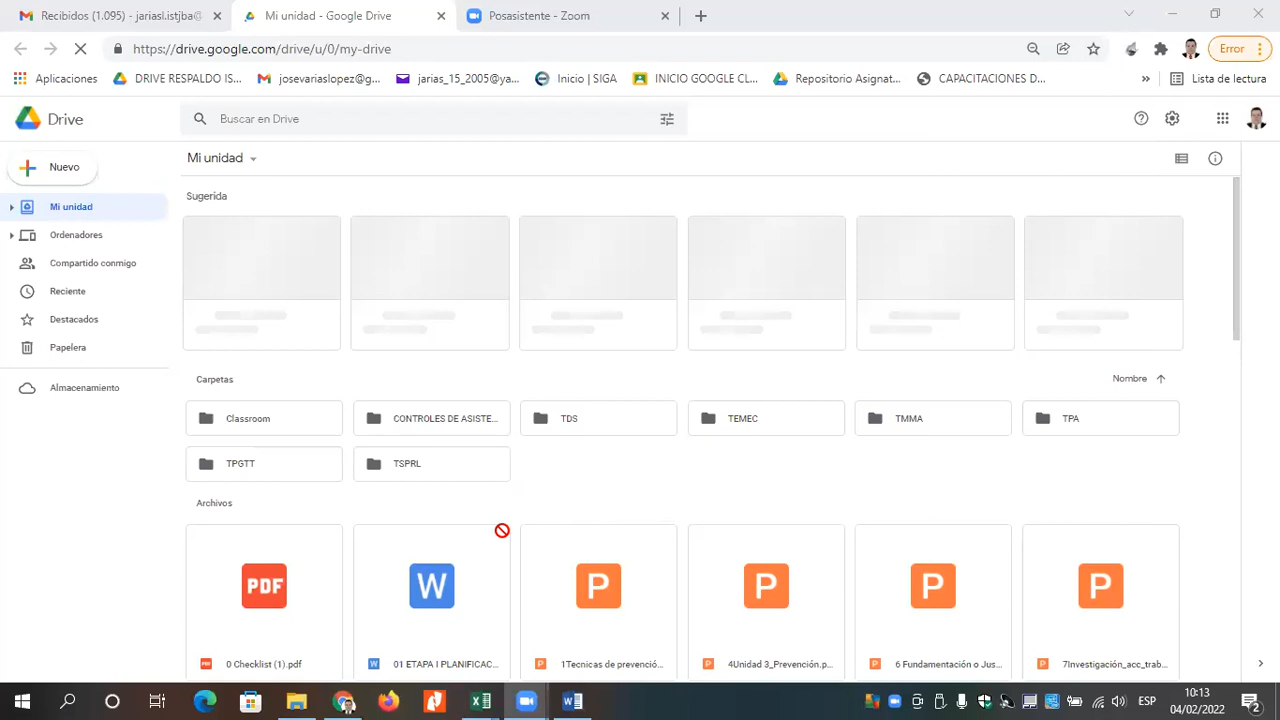 Recibidos (1.095) - jariasl.istjba@
Mi unidad - Google Drive
Posasistente - Zoom
https://drive.google.com/drive/u/0/my-drive
Error
Aplicaciones
DRIVE RESPALDO IS...
josevariaslopez@g...
jarias_15_2005@ya...
Inicio | SIGA
INICIO GOOGLE CL...
Repositorio Asignat...
CAPACITACIONES D...
»
Lista de lectura
Drive
Buscar en Drive
Nuevo
Mi unidad
Mi unidad
Ordenadores
Compartido conmigo
Reciente
Destacados
Papelera
Almacenamiento
Sugerida
Carpetas
Nombre
Classroom
CONTROLES DE ASISTE...
TDS
TEMEC
TMMA
TPA
TPGTT
TSPRL
Archivos
PDF
W
P
P
P
P
PDF
0 Checklist (1).pdf
W
01 ETAPA I PLANIFICAC...
P
1Tecnicas de prevenció...
P
4Unidad 3_Prevención.p...
P
6 Fundamentación o Jus...
P
7Investigación_acc_trab...
ESP
10:13
04/02/2022
2